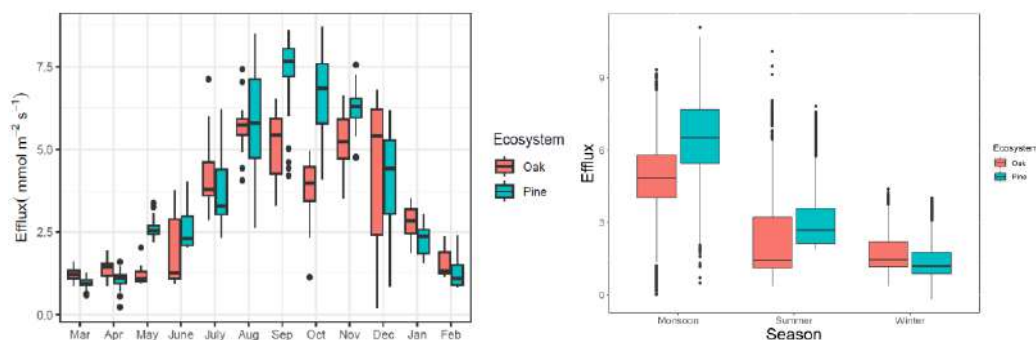 Efflux( mmol m⁻² s⁻¹)
7.5
5.0
2.5
0.0
Mar Apr May June July Aug Sep Oct Nov Dec Jan Feb
Ecosystem
Oak
Pine
Efflux
9
6
3
0
Monsoon Summer Winter
Season
Ecosystem
Oak
Pine